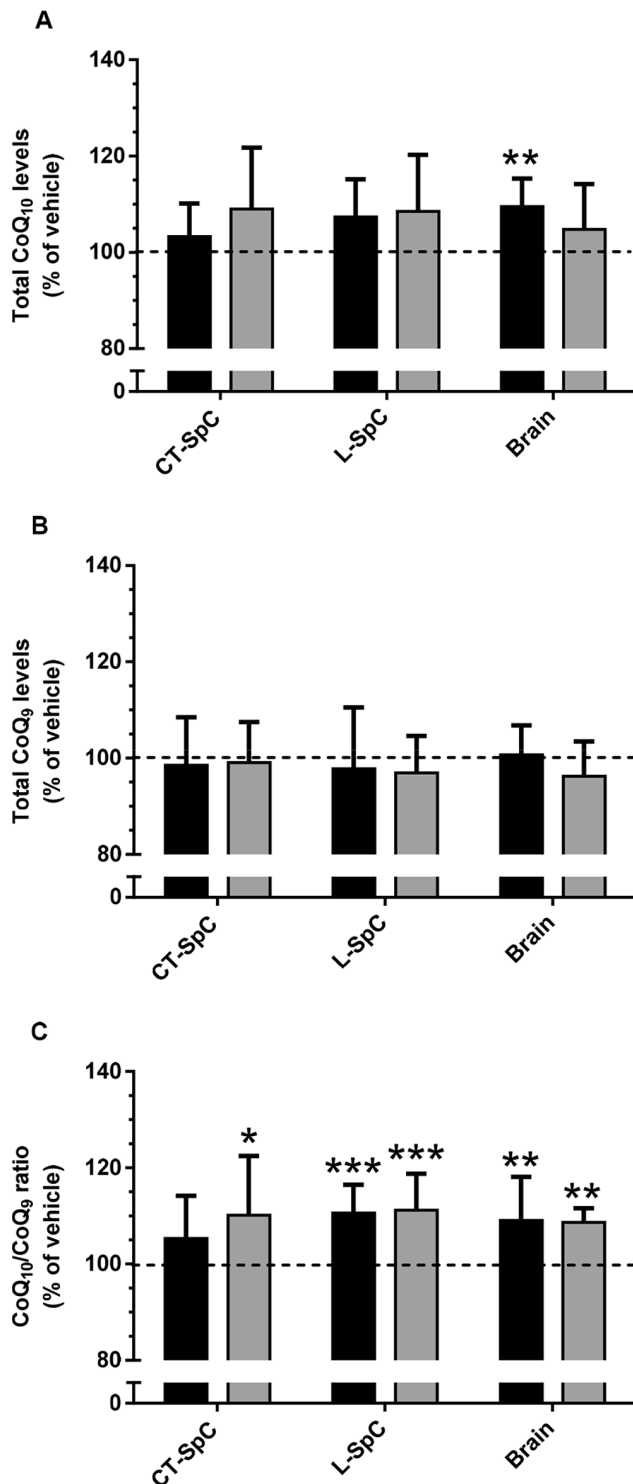 A
Total CoQ₁₀ levels
(% of vehicle)
140
120
100
80
0
**
CT-SpC
L-SpC
Brain
B
Total CoQ₉ levels
(% of vehicle)
140
120
100
80
0
CT-SpC
L-SpC
Brain
C
CoQ₁₀/CoQ₉ ratio
(% of vehicle)
140
120
100
80
0
*
***
***
**
**
CT-SpC
L-SpC
Brain